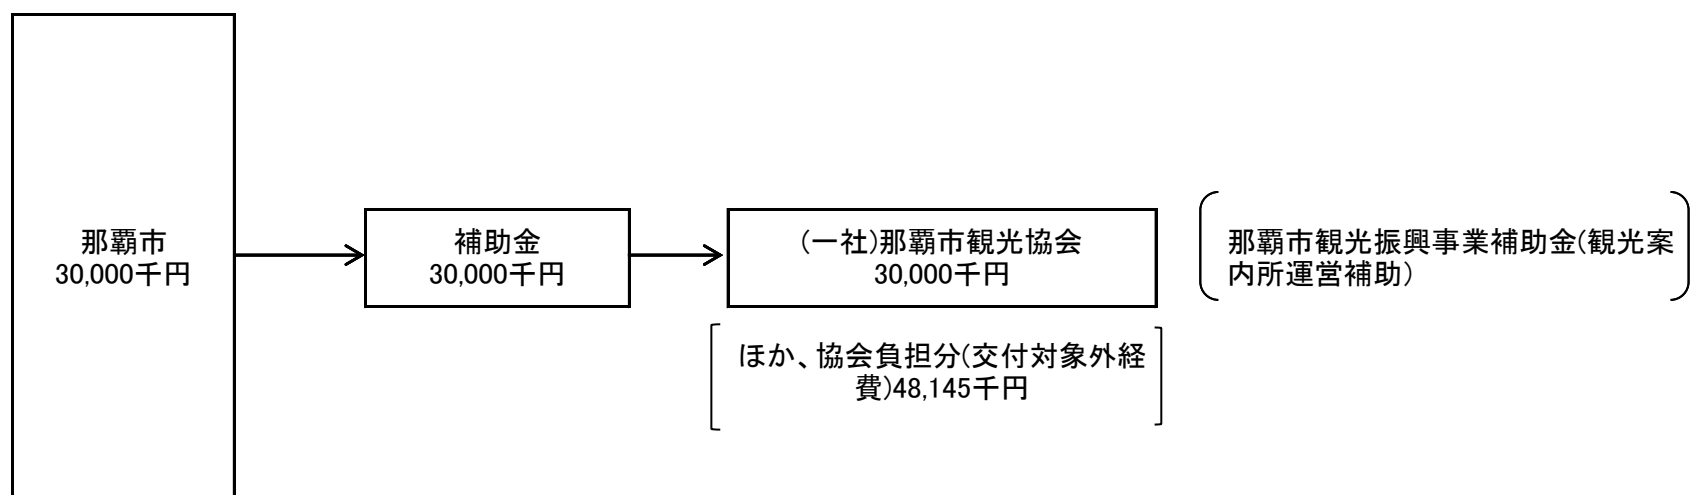 那覇市
30,000千円
補助金
30,000千円
(一社)那覇市観光協会
30,000千円
那覇市観光振興事業補助金(観光案
内所運営補助)
ほか、協会負担分(交付対象外経
費)48,145千円